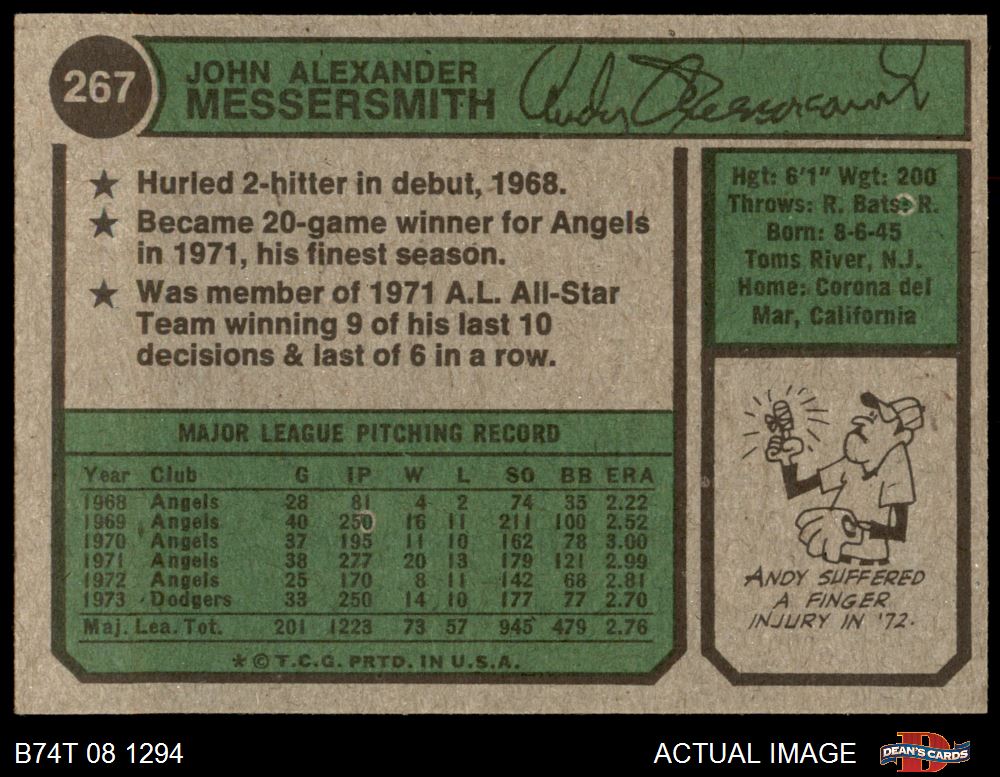 267
JOHN ALEXANDER
MESSERSMITH
Andy Messersmith
★ Hurled 2-hitter in debut, 1968.
★ Became 20-game winner for Angels
in 1971, his finest season.
★ Was member of 1971 A.L. All-Star
Team winning 9 of his last 10
decisions & last of 6 in a row.
Hgt: 6'1" Wgt: 200
Throws: R. Bats: R.
Born: 8-6-45
Toms River, N.J.
Home: Corona del
Mar, California
MAJOR LEAGUE PITCHING RECORD
Year Club G IP W L SO BB ERA
1968 Angels 28 81 4 2 74 35 2.22
1969 Angels 40 250 16 11 211 100 2.52
1970 Angels 37 195 11 10 162 78 3.00
1971 Angels 38 277 20 13 179 121 2.99
1972 Angels 25 170 8 11 142 68 2.81
1973 Dodgers 33 250 14 10 177 77 2.70
Maj. Lea. Tot. 201 1223 73 57 945 479 2.76
* © T.C.G. PRTD. IN U.S.A.
ANDY SUFFERED
A FINGER
INJURY IN '72.
B74T 08 1294
ACTUAL IMAGE
DEAN'S CARDS